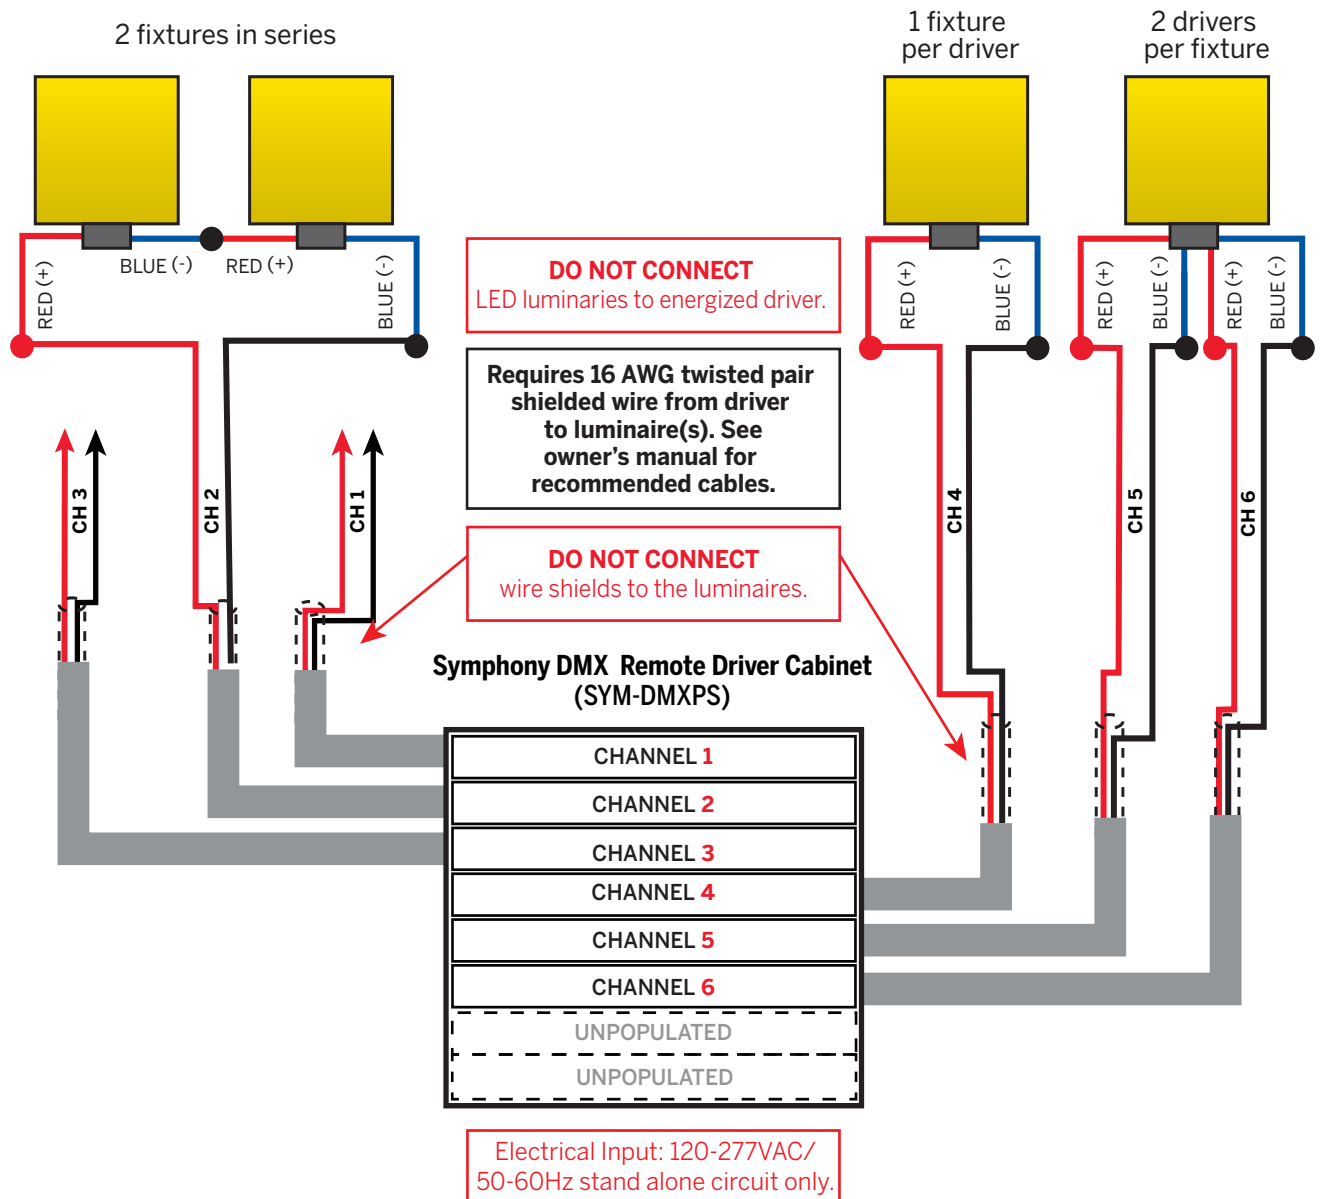 2 fixtures in series
1 fixture
per driver
2 drivers
per fixture
BLUE (-)
RED (+)
RED (+)
BLUE (-)
RED (+)
BLUE (-)
RED (+)
BLUE (-)
RED (+)
BLUE (-)
DO NOT CONNECT
LED luminaries to energized driver.
Requires 16 AWG twisted pair
shielded wire from driver
to luminaire(s). See
owner's manual for
recommended cables.
CH 3
CH 2
CH 1
CH 4
CH 5
CH 6
DO NOT CONNECT
wire shields to the luminaires.
Symphony DMX Remote Driver Cabinet
(SYM-DMXPS)
CHANNEL 1
CHANNEL 2
CHANNEL 3
CHANNEL 4
CHANNEL 5
CHANNEL 6
UNPOPULATED
UNPOPULATED
Electrical Input: 120-277VAC/
50-60Hz stand alone circuit only.